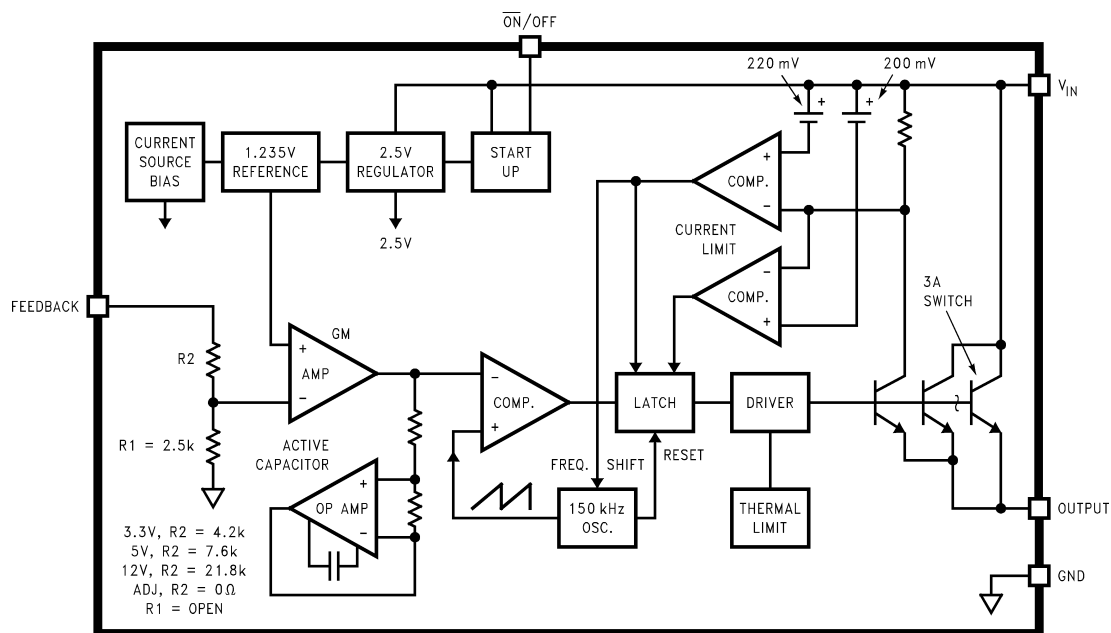 ON/OFF
220 mV
200 mV
V_IN
+
+
CURRENT
SOURCE
BIAS
1.235V
REFERENCE
2.5V
REGULATOR
START
UP
+
COMP.
−
2.5V
CURRENT
LIMIT
−
COMP.
+
3A
SWITCH
FEEDBACK
GM
R2
+
AMP
−
−
COMP.
+
LATCH
DRIVER
R1 = 2.5k
ACTIVE
CAPACITOR
FREQ. SHIFT
RESET
+
OP AMP
−
150 kHz
OSC.
THERMAL
LIMIT
OUTPUT
3.3V, R2 = 4.2k
5V, R2 = 7.6k
12V, R2 = 21.8k
ADJ, R2 = 0Ω
R1 = OPEN
GND